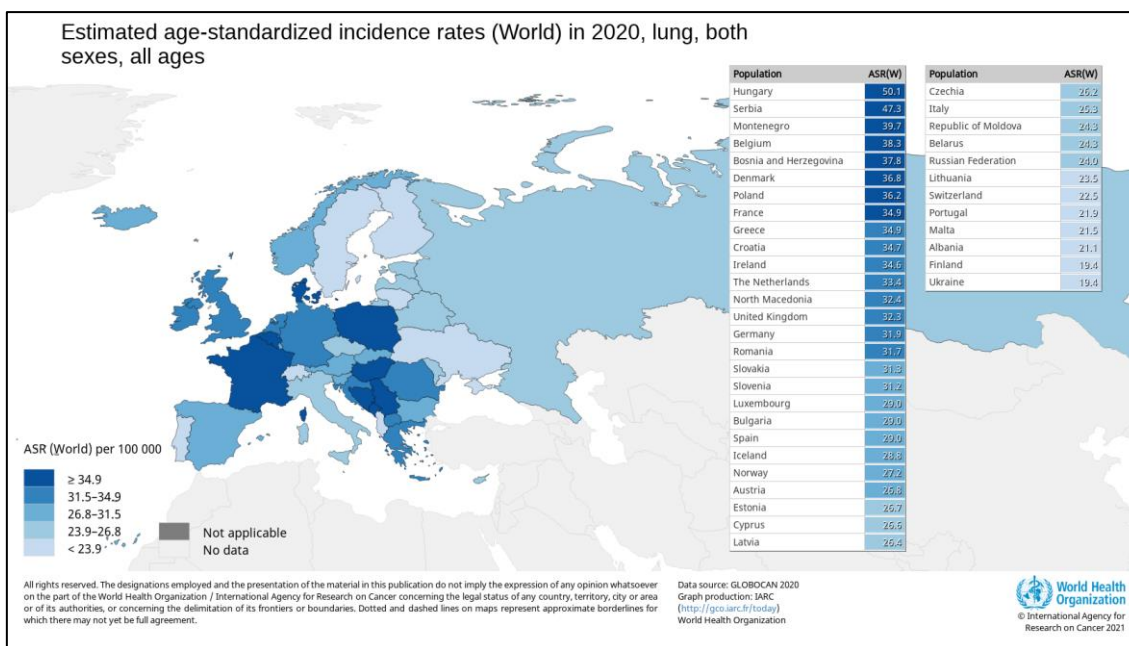 Estimated age-standardized incidence rates (World) in 2020, lung, both
sexes, all ages
Population ASR(W)
Hungary 50.1
Serbia 47.3
Montenegro 39.7
Belgium 38.3
Bosnia and Herzegovina 37.8
Denmark 36.8
Poland 36.2
France 34.9
Greece 34.9
Croatia 34.7
Ireland 34.6
The Netherlands 33.4
North Macedonia 32.4
United Kingdom 32.3
Germany 31.9
Romania 31.7
Slovakia 31.3
Slovenia 31.2
Luxembourg 29.0
Bulgaria 29.0
Spain 29.0
Iceland 28.8
Norway 27.2
Austria 26.8
Estonia 26.7
Cyprus 26.6
Latvia 26.4
Population ASR(W)
Czechia 26.2
Italy 25.3
Republic of Moldova 24.3
Belarus 24.3
Russian Federation 24.0
Lithuania 23.5
Switzerland 22.5
Portugal 21.9
Malta 21.5
Albania 21.1
Finland 19.4
Ukraine 19.4
ASR (World) per 100 000
≥ 34.9
31.5–34.9
26.8–31.5
23.9–26.8
< 23.9
Not applicable
No data
All rights reserved. The designations employed and the presentation of the material in this publication do not imply the expression of any opinion whatsoever
on the part of the World Health Organization / International Agency for Research on Cancer concerning the legal status of any country, territory, city or area
or of its authorities, or concerning the delimitation of its frontiers or boundaries. Dotted and dashed lines on maps represent approximate borderlines for
which there may not yet be full agreement.
Data source: GLOBOCAN 2020
Graph production: IARC
(http://gco.iarc.fr/today)
World Health Organization
World Health
Organization
© International Agency for
Research on Cancer 2021